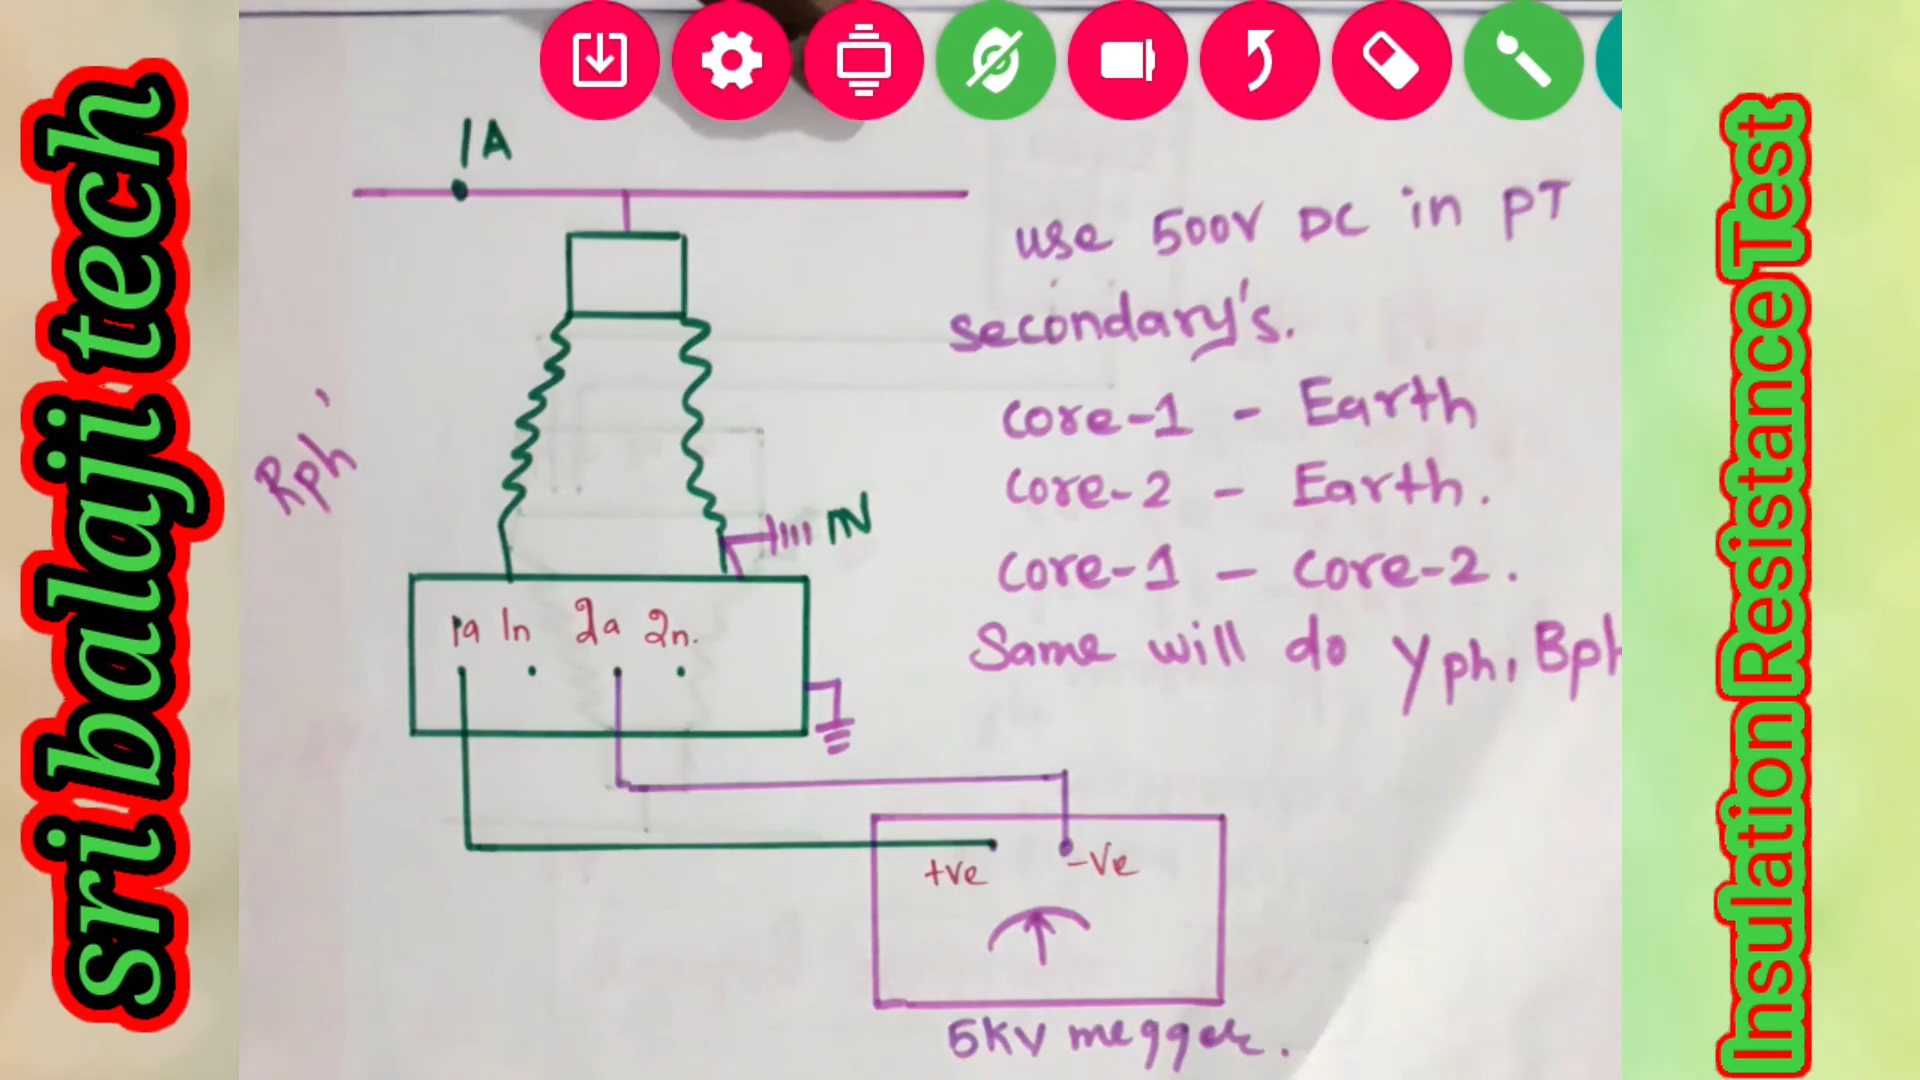 sri balaji tech
1A
use 500V DC in PT
secondary's.
Core-1 - Earth
Core-2 - Earth.
Core-1 - Core-2.
Same will do Yph, Bph
Rph
1N
1a 1n 2a 2n.
+ve -ve
5KV megger.
Insulation Resistance Test